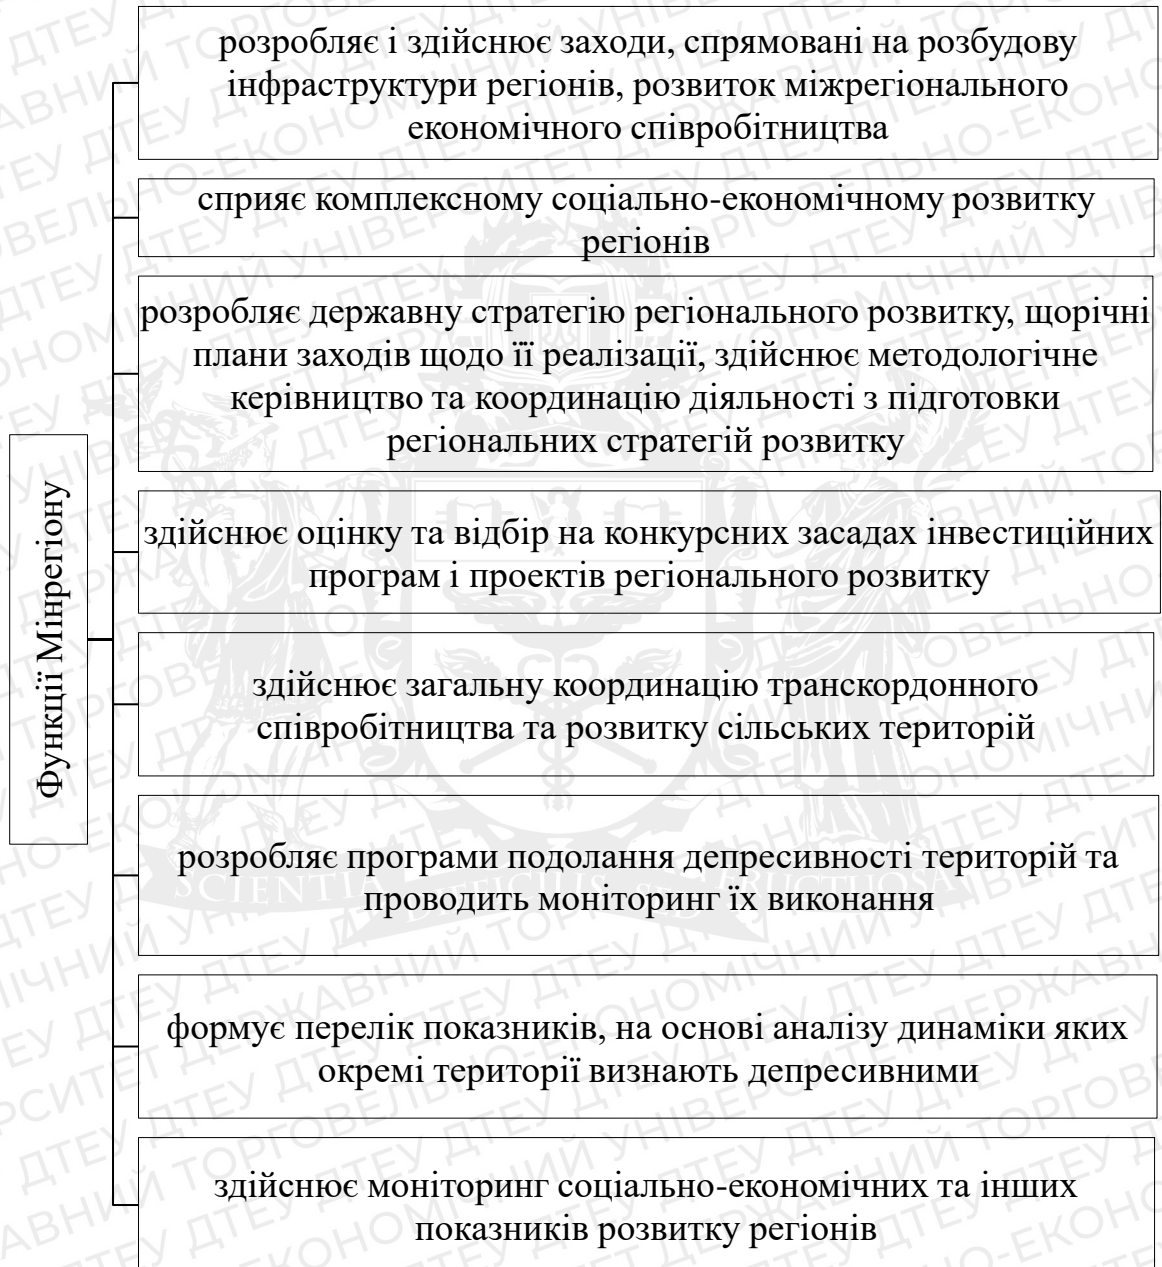 розробляє і здійснює заходи, спрямовані на розбудову
інфраструктури регіонів, розвиток міжрегіонального
економічного співробітництва
сприяє комплексному соціально-економічному розвитку
регіонів
розробляє державну стратегію регіонального розвитку, щорічні
плани заходів щодо її реалізації, здійснює методологічне
керівництво та координацію діяльності з підготовки
регіональних стратегій розвитку
Функції Мінрегіону
здійснює оцінку та відбір на конкурсних засадах інвестиційних
програм і проектів регіонального розвитку
здійснює загальну координацію транскордонного
співробітництва та розвитку сільських територій
розробляє програми подолання депресивності територій та
проводить моніторинг їх виконання
формує перелік показників, на основі аналізу динаміки яких
окремі території визнають депресивними
здійснює моніторинг соціально-економічних та інших
показників розвитку регіонів